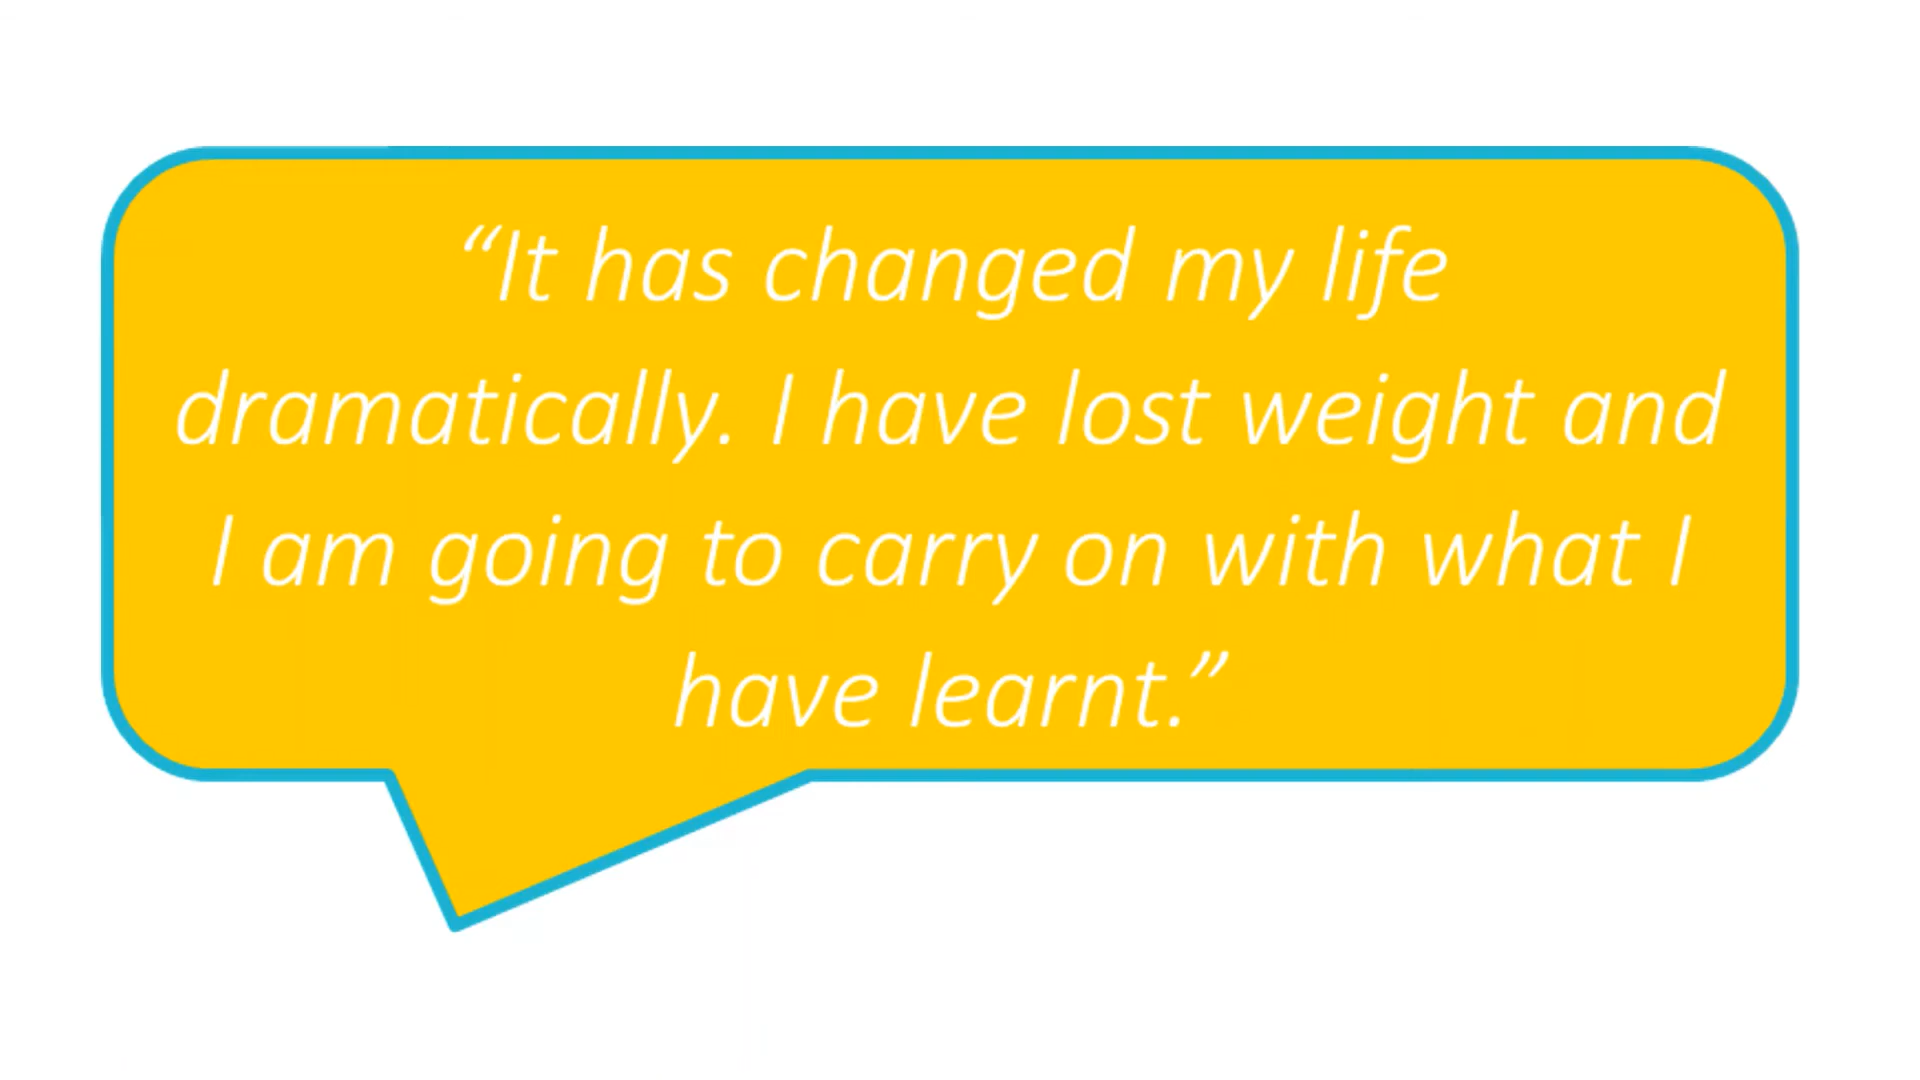 “It has changed my life
dramatically. I have lost weight and
I am going to carry on with what I
have learnt.”